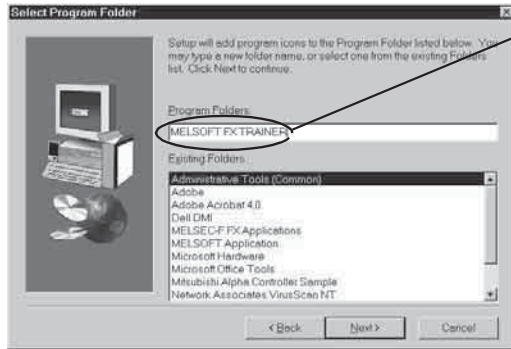 Select Program Folder
Setup will add program icons to the Program Folder listed below. You
may type a new folder name, or select one from the existing Folders
list. Click Next to continue.
Program Folders:
MELSOFT FX TRAINER
Existing Folders:
Administrative Tools (Common)
Adobe
Adobe Acrobat 4.0
Dell DMI
MELSEC-F FX Applications
MELSOFT Application
Microsoft Hardware
Microsoft Office Tools
Mitsubishi Alpha Controller Sample
Network Associates VirusScan NT
< Back
Next >
Cancel